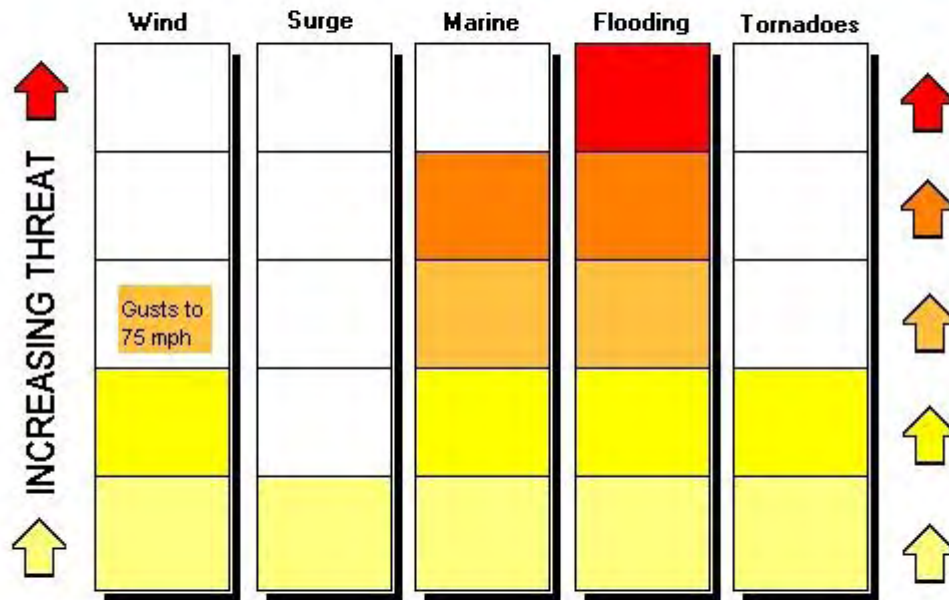 Wind
Surge
Marine
Flooding
Tornadoes
INCREASING THREAT
Gusts to
75 mph